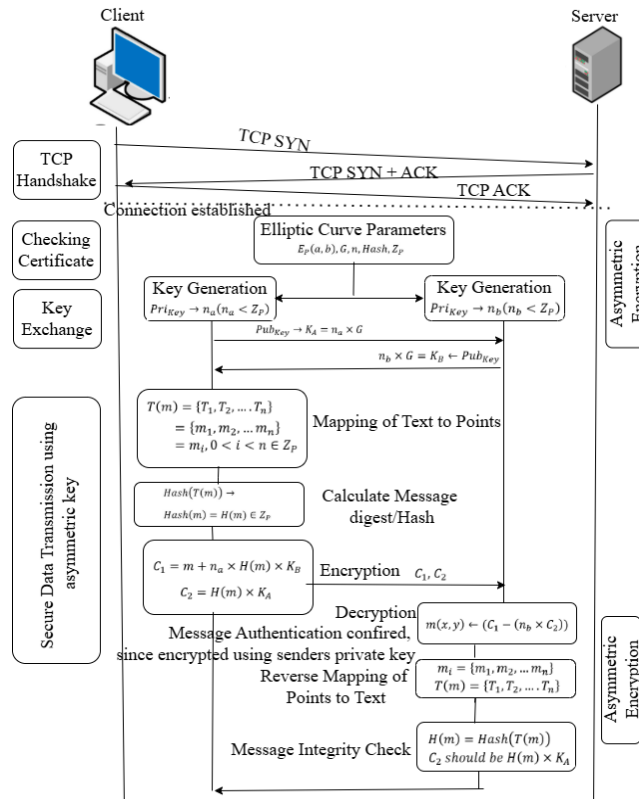 Client
Server
TCP SYN
TCP SYN + ACK
TCP ACK
TCP
Handshake
Connection established
Elliptic Curve Parameters
E_P(a, b), G, n, Hash, Z_P
Checking
Certificate
Asymmetric
Encryption
Key Generation
Pri_Key → n_a(n_a < Z_P)
Key Generation
Pri_Key → n_b(n_b < Z_P)
Key
Exchange
Pub_Key → K_A = n_a × G
n_b × G = K_B ← Pub_Key
Secure Data Transmission using
asymmetric key
T(m) = {T_1, T_2, … . T_n}
= {m_1, m_2, … m_n}
= m_i, 0 < i < n ∈ Z_P
Mapping of Text to Points
Hash(T(m)) →
Hash(m) = H(m) ∈ Z_P
Calculate Message
digest/Hash
C_1 = m + n_a × H(m) × K_B
C_2 = H(m) × K_A
Encryption
C_1, C_2
Decryption
m(x, y) ← (C_1 − (n_b × C_2))
Message Authentication confired,
since encrypted using senders private key
Reverse Mapping of
Points to Text
m_i = {m_1, m_2, … m_n}
T(m) = {T_1, T_2, … . T_n}
Asymmetric
Encryption
Message Integrity Check
H(m) = Hash(T(m))
C_2 should be H(m) × K_A